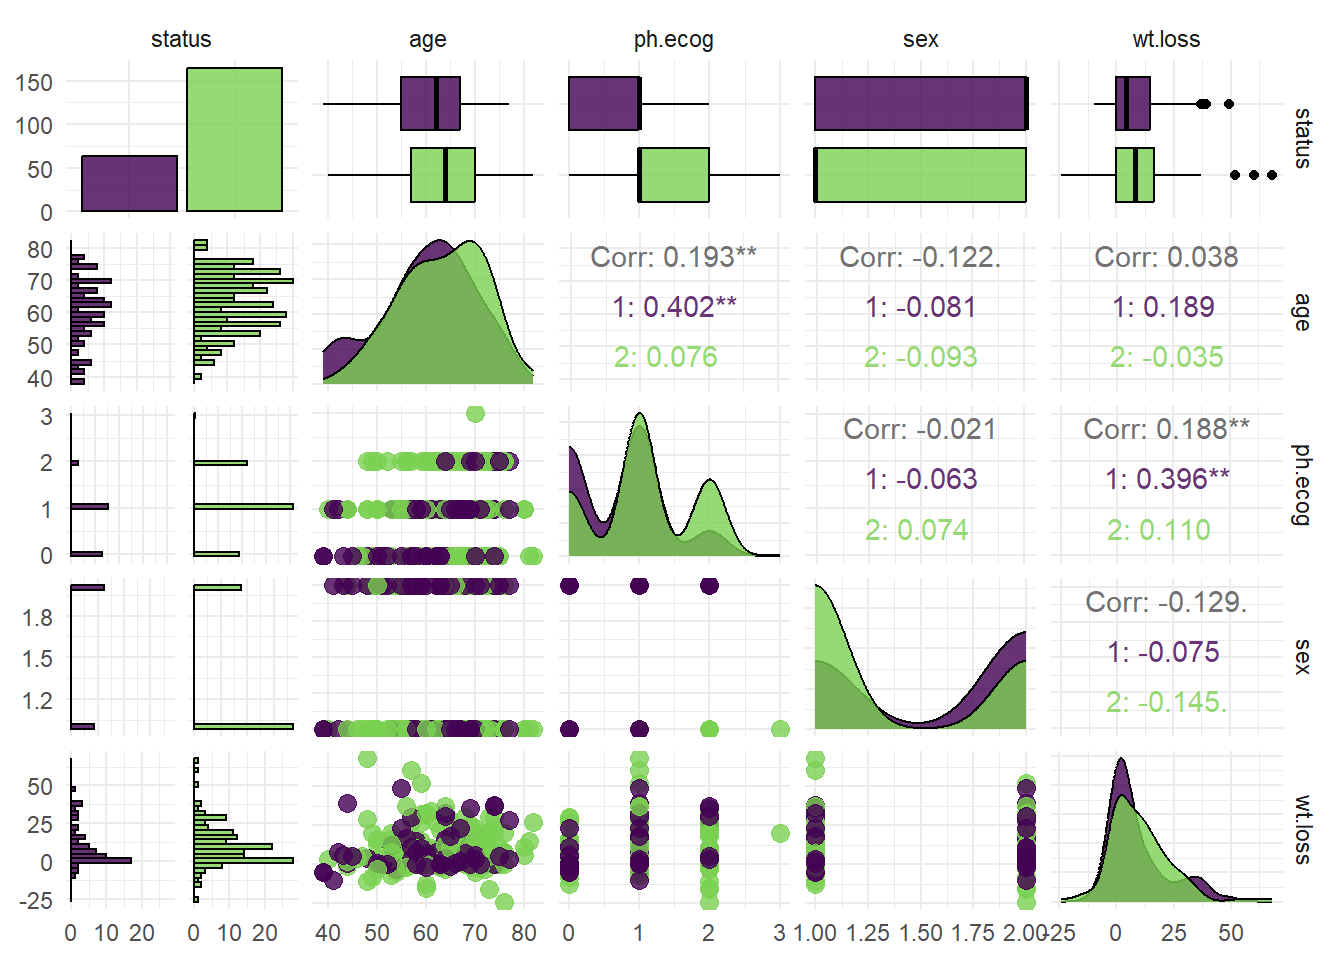 status age ph.ecog sex wt.loss
150
100
50
0
status
80
70
60
50
40
Corr: 0.193** Corr: -0.122. Corr: 0.038
1: 0.402** 1: -0.081 1: 0.189
2: 0.076 2: -0.093 2: -0.035
age
3
2
1
0
Corr: -0.021 Corr: 0.188**
1: -0.063 1: 0.396**
2: 0.074 2: 0.110
ph.ecog
1.8
1.5
1.2
Corr: -0.129.
1: -0.075
2: -0.145.
sex
50
25
0
-25
wt.loss
0 10 20 0 10 20 40 50 60 70 80 0 1 2 3 1.00 1.25 1.50 1.75 2.00 -25 0 50